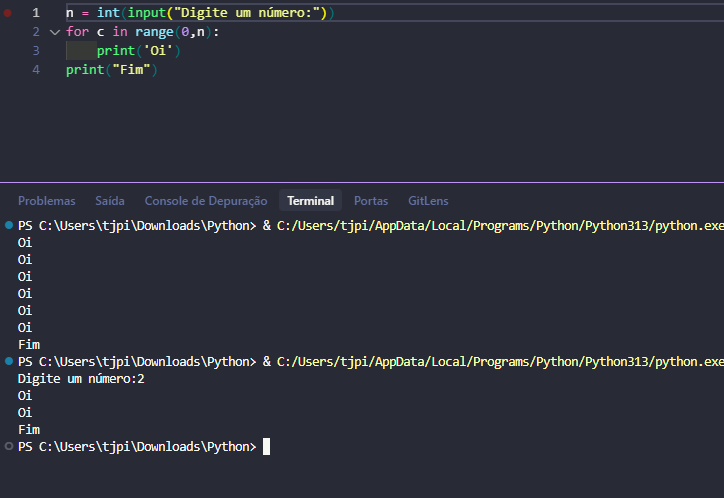 1 n = int(input("Digite um número:"))
2 for c in range(0,n):
3 print('Oi')
4 print("Fim")
Problemas Saída Console de Depuração Terminal Portas GitLens
PS C:\Users\tjpi\Downloads\Python> & C:/Users/tjpi/AppData/Local/Programs/Python/Python313/python.exe
Oi
Oi
Oi
Oi
Oi
Oi
Fim
PS C:\Users\tjpi\Downloads\Python> & C:/Users/tjpi/AppData/Local/Programs/Python/Python313/python.exe
Digite um número:2
Oi
Oi
Fim
PS C:\Users\tjpi\Downloads\Python>